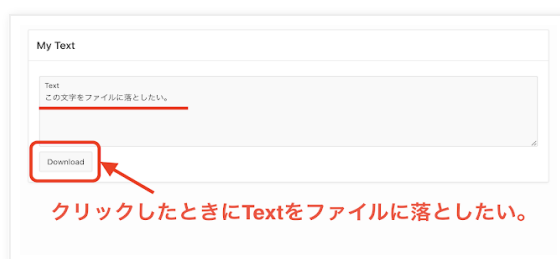 My Text
Text
この文字をファイルに落としたい。
Download
クリックしたときにTextをファイルに落としたい。